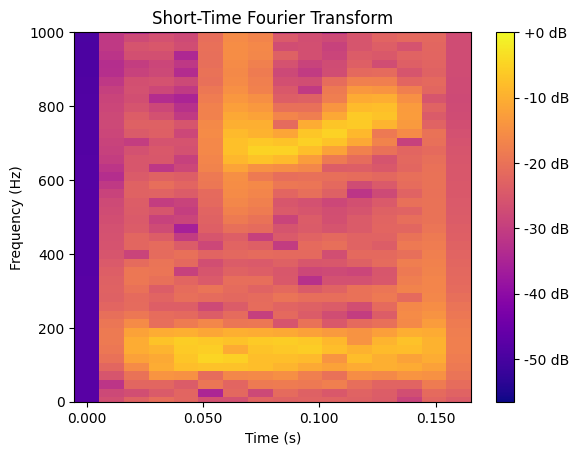 Short-Time Fourier Transform
Frequency (Hz)
1000
800
600
400
200
0
0.000
0.050
0.100
0.150
Time (s)
+0 dB
-10 dB
-20 dB
-30 dB
-40 dB
-50 dB